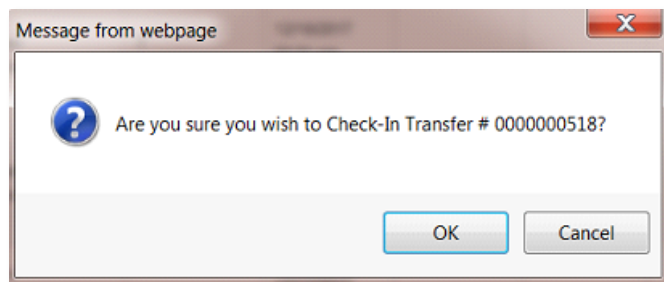 Message from webpage
X
Are you sure you wish to Check-In Transfer # 0000000518?
OK
Cancel